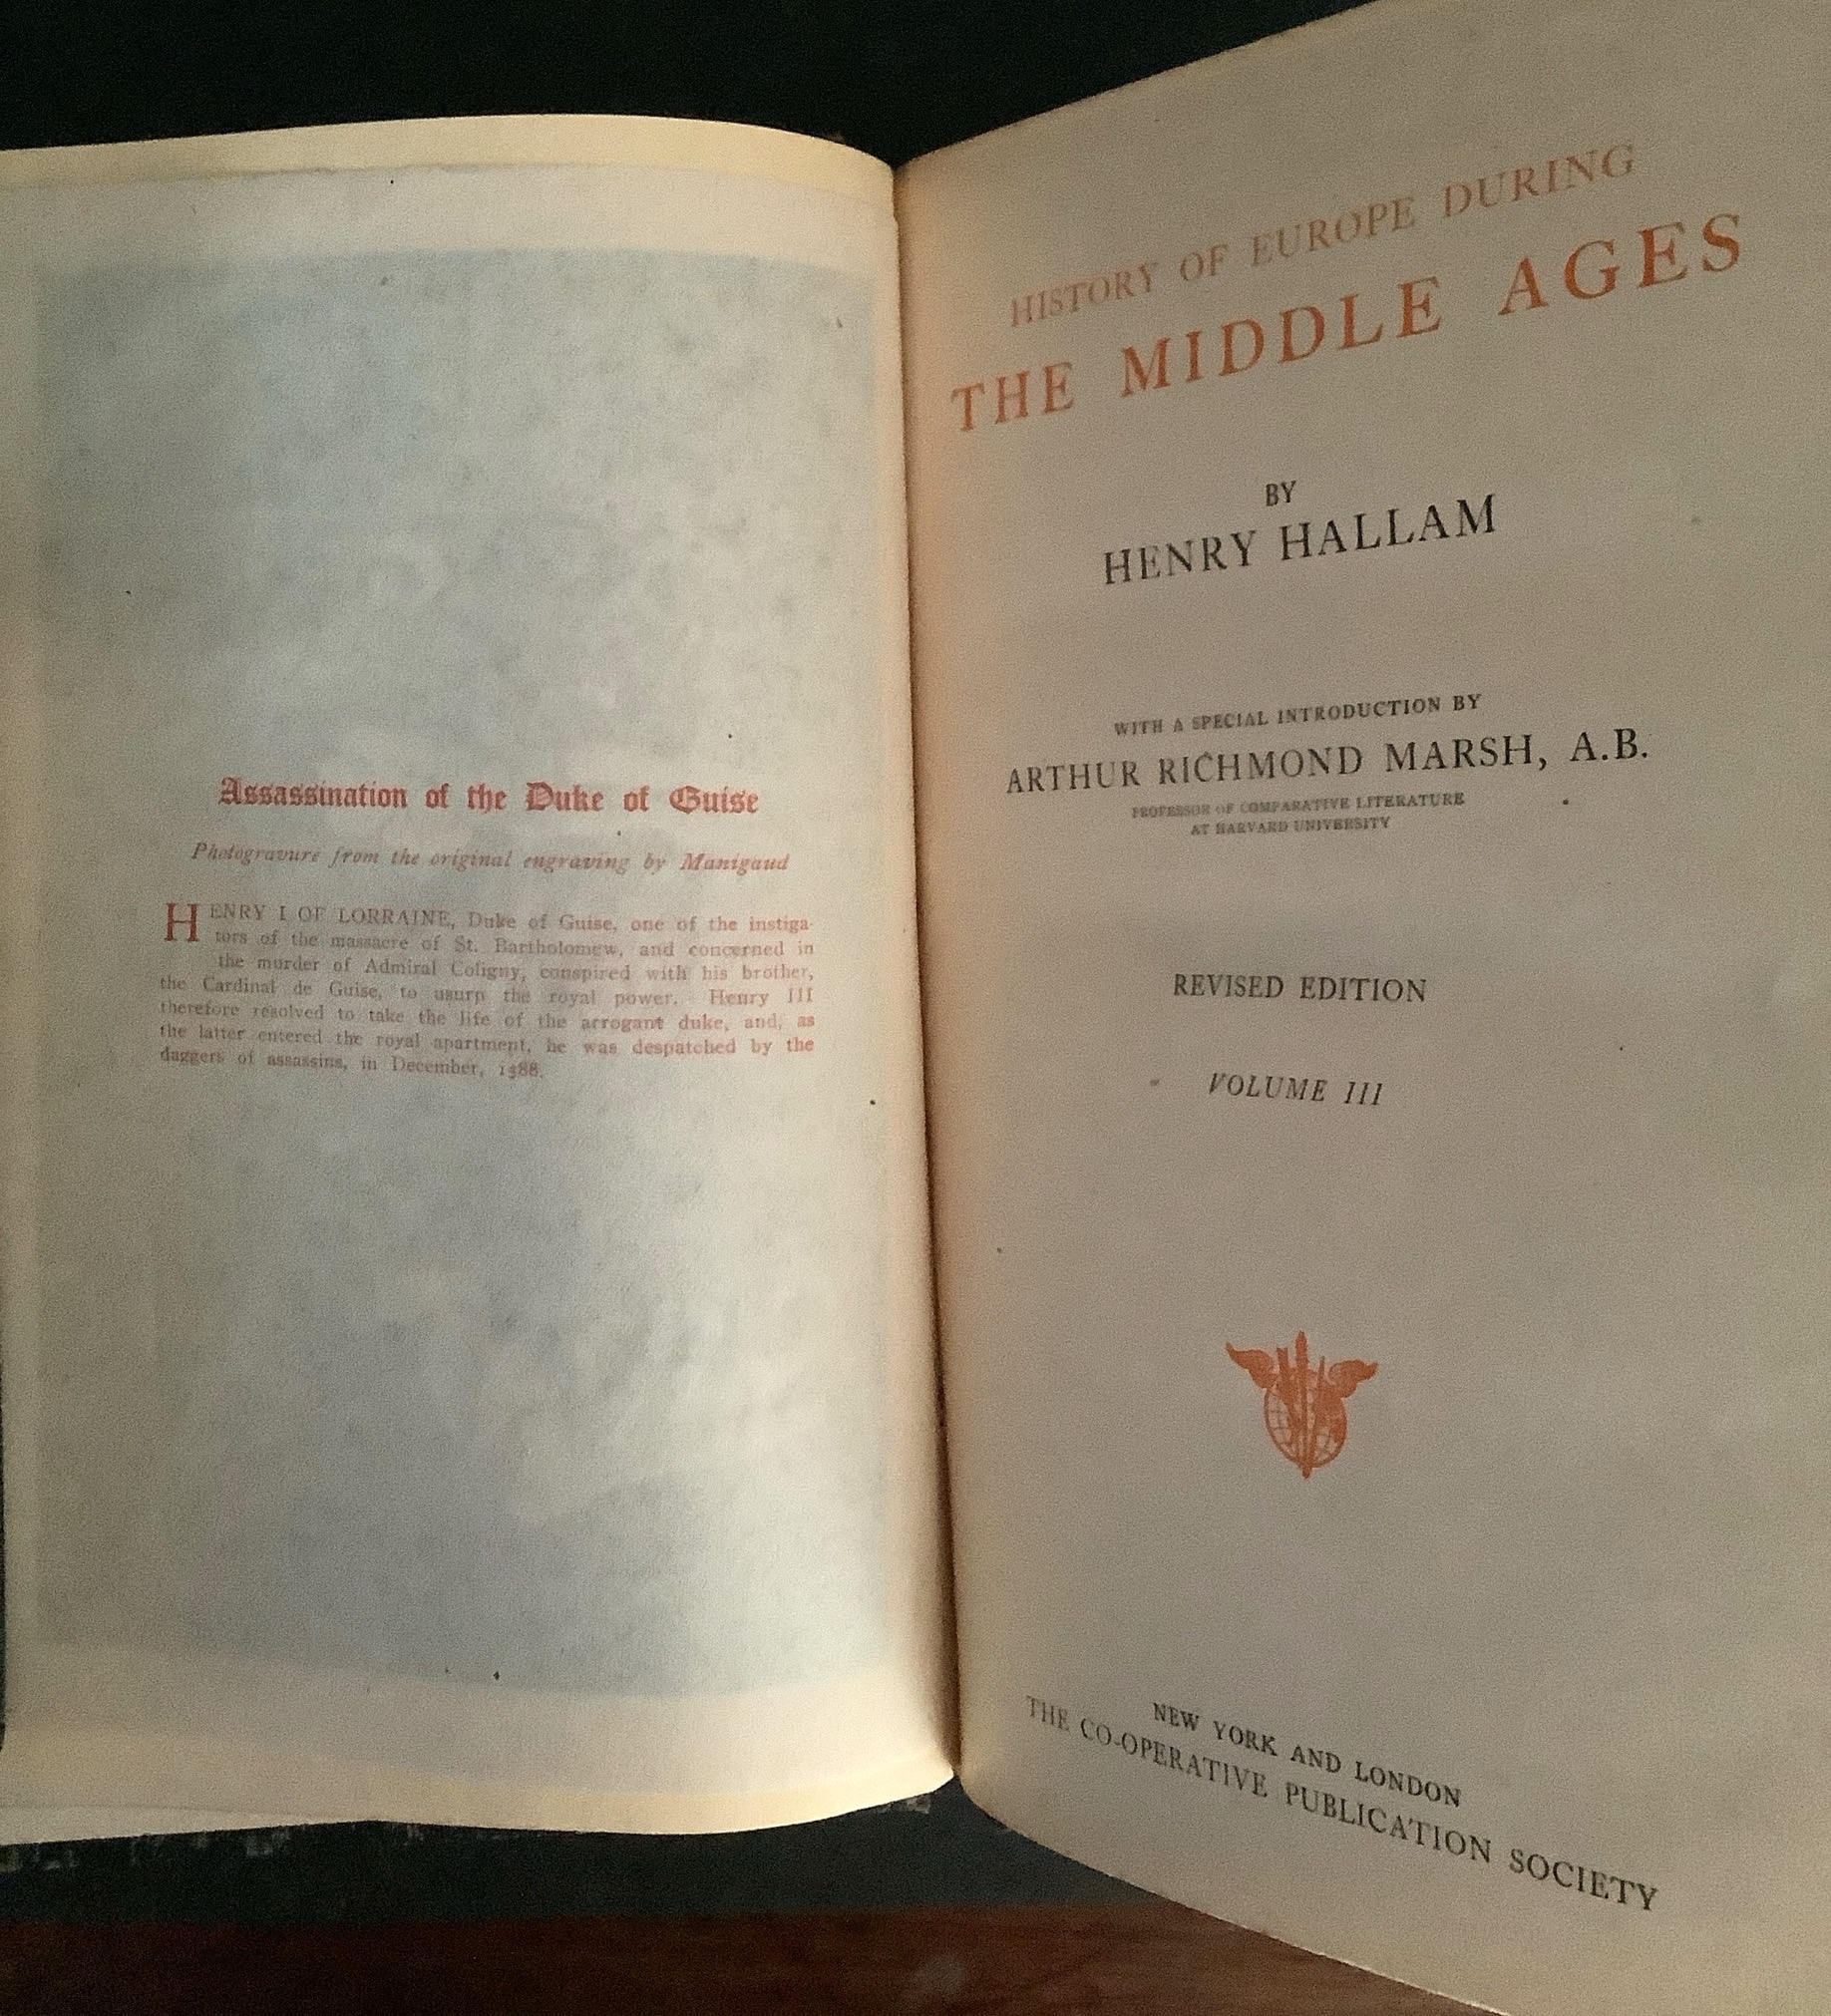 Assassination of the Duke of Guise
Photogravure from the original engraving by Manigaud
HENRY I OF LORRAINE, Duke of Guise, one of the instiga-
tors of the massacre of St. Bartholomew, and concerned in
the murder of Admiral Coligny, conspired with his brother,
the Cardinal de Guise, to usurp the royal power. Henry III
therefore resolved to take the life of the arrogant duke, and, as
the latter entered the royal apartment, he was despatched by the
daggers of assassins, in December, 1588.
HISTORY OF EUROPE DURING
THE MIDDLE AGES
BY
HENRY HALLAM
WITH A SPECIAL INTRODUCTION BY
ARTHUR RICHMOND MARSH, A.B.
PROFESSOR OF COMPARATIVE LITERATURE
AT HARVARD UNIVERSITY
REVISED EDITION
VOLUME III
NEW YORK AND LONDON
THE CO-OPERATIVE PUBLICATION SOCIETY